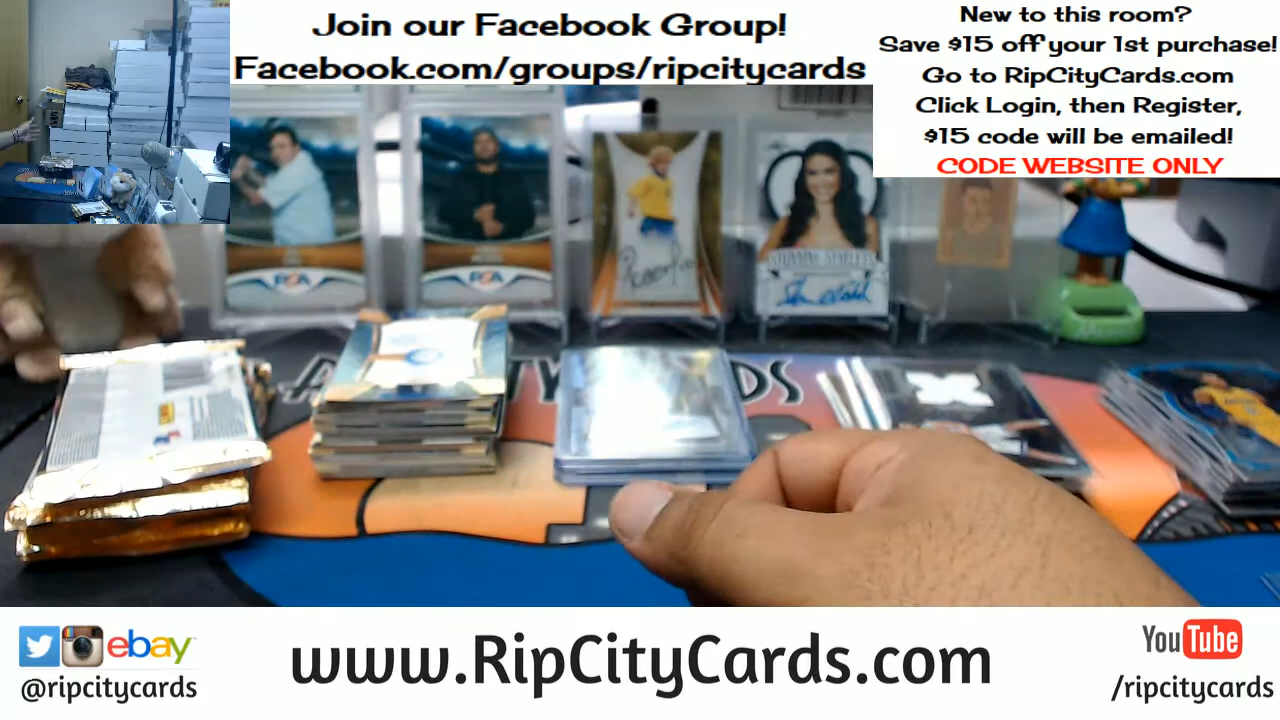 Join our Facebook Group!
Facebook.com/groups/ripcitycards
New to this room?
Save $15 off your 1st purchase!
Go to RipCityCards.com
Click Login, then Register,
$15 code will be emailed!
CODE WEBSITE ONLY
STUNNING STARLETS
ebay
@ripcitycards
www.RipCityCards.com
YouTube
/ripcitycards